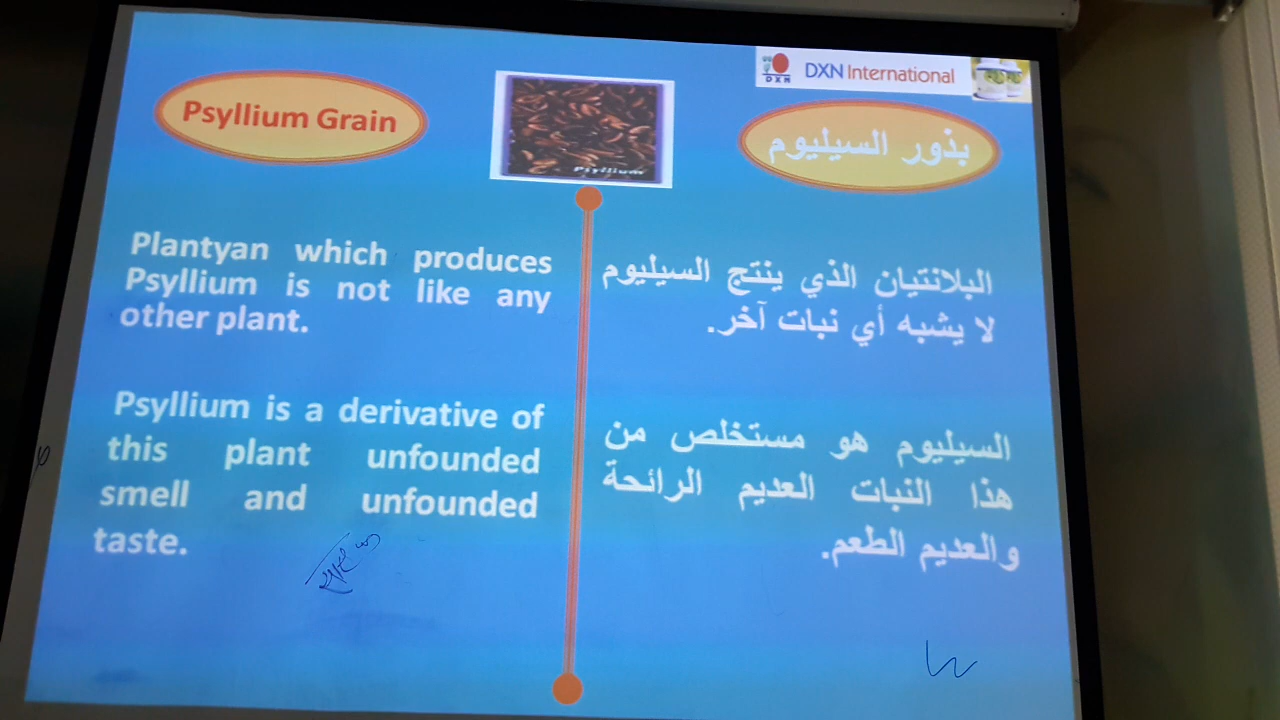 DXN International
DXN
Psyllium Grain
بذور السيليوم
Psyllium
Plantyan which produces
Psyllium is not like any
other plant.
Psyllium is a derivative of
this plant unfounded
smell and unfounded
taste.
البلانتيان الذي ينتج السيليوم
لا يشبه أي نبات آخر.
السيليوم هو مستخلص من
هذا النبات العديم الرائحة
والعديم الطعم.